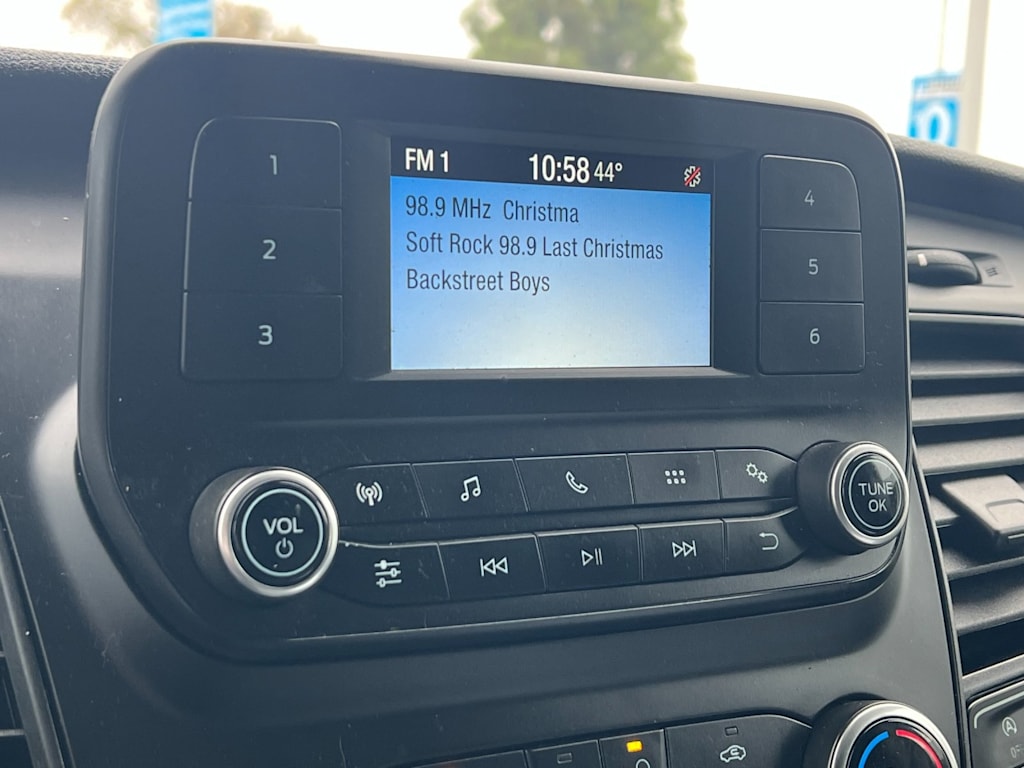 FM 1 10:58 44°
98.9 MHz Christma
Soft Rock 98.9 Last Christmas
Backstreet Boys
1
2
3
4
5
6
VOL
TUNE
OK